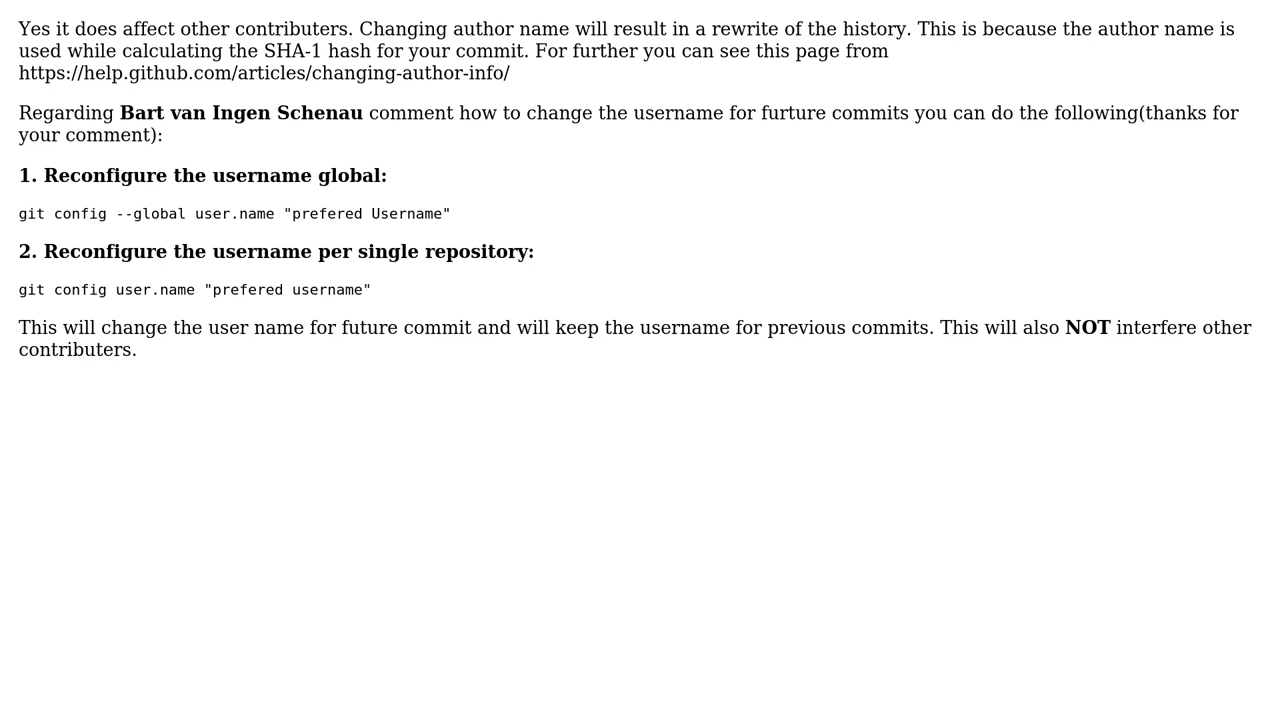 Yes it does affect other contributers. Changing author name will result in a rewrite of the history. This is because the author name is
used while calculating the SHA-1 hash for your commit. For further you can see this page from
https://help.github.com/articles/changing-author-info/
Regarding Bart van Ingen Schenau comment how to change the username for furture commits you can do the following(thanks for
your comment):
1. Reconfigure the username global:
git config --global user.name "prefered Username"
2. Reconfigure the username per single repository:
git config user.name "prefered username"
This will change the user name for future commit and will keep the username for previous commits. This will also NOT interfere other
contributers.